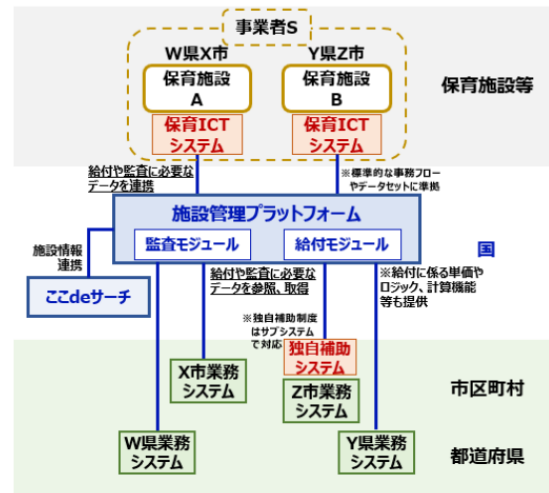 事業者S
W県X市
Y県Z市
保育施設
A
保育施設
B
保育施設等
保育ICT
システム
保育ICT
システム
給付や監査に必要な
データを連携
※標準的な事務フロー
やデータセットに準拠
施設管理プラットフォーム
監査モジュール
給付モジュール
国
施設情報
連携
ここdeサーチ
給付や監査に必要な
データを参照、取得
※給付に係る単価や
ロジック、計算機能
等も提供
※独自補助制度
はサブシステム
で対応
独自補助
システム
X市業務
システム
Z市業務
システム
市区町村
W県業務
システム
Y県業務
システム
都道府県